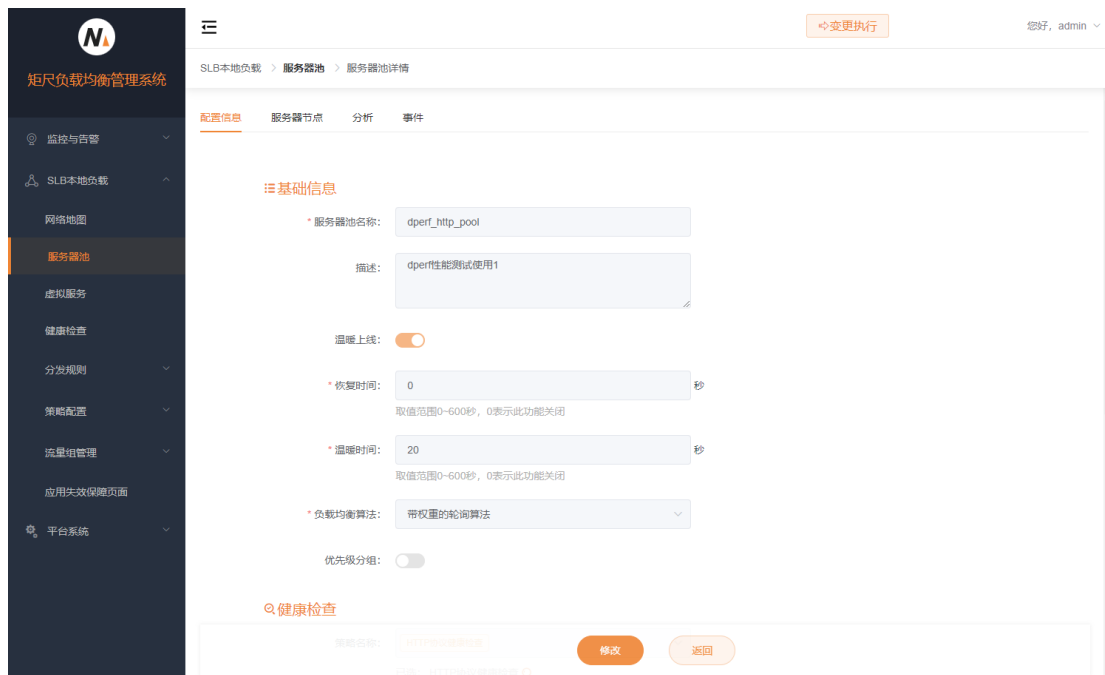 变更执行
您好，admin
矩尺负载均衡管理系统
SLB本地负载 > 服务器池 > 服务器池详情
配置信息 服务器节点 分析 事件
监控与告警
SLB本地负载
网络地图
服务器池
虚拟服务
健康检查
分发规则
策略配置
流量组管理
应用失效保障页面
平台系统
基础信息
* 服务器池名称： dperf_http_pool
描述： dperf性能测试使用1
温暖上线：
* 恢复时间： 0 秒
取值范围0~600秒，0表示此功能关闭
* 温暖时间： 20 秒
取值范围0~600秒，0表示此功能关闭
* 负载均衡算法： 带权重的轮询算法
优先级分组：
健康检查
策略名称：
修改 返回